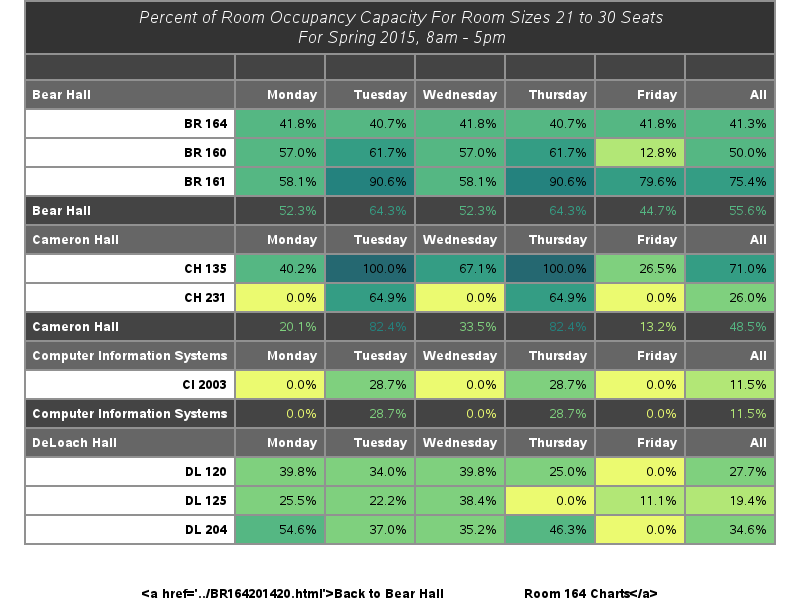 Percent of Room Occupancy Capacity For Room Sizes 21 to 30 Seats
For Spring 2015, 8am - 5pm
Bear Hall Monday Tuesday Wednesday Thursday Friday All
BR 164 41.8% 40.7% 41.8% 40.7% 41.8% 41.3%
BR 160 57.0% 61.7% 57.0% 61.7% 12.8% 50.0%
BR 161 58.1% 90.6% 58.1% 90.6% 79.6% 75.4%
Bear Hall 52.3% 64.3% 52.3% 64.3% 44.7% 55.6%
Cameron Hall Monday Tuesday Wednesday Thursday Friday All
CH 135 40.2% 100.0% 67.1% 100.0% 26.5% 71.0%
CH 231 0.0% 64.9% 0.0% 64.9% 0.0% 26.0%
Cameron Hall 20.1% 82.4% 33.5% 82.4% 13.2% 48.5%
Computer Information Systems Monday Tuesday Wednesday Thursday Friday All
CI 2003 0.0% 28.7% 0.0% 28.7% 0.0% 11.5%
Computer Information Systems 0.0% 28.7% 0.0% 28.7% 0.0% 11.5%
DeLoach Hall Monday Tuesday Wednesday Thursday Friday All
DL 120 39.8% 34.0% 39.8% 25.0% 0.0% 27.7%
DL 125 25.5% 22.2% 38.4% 0.0% 11.1% 19.4%
DL 204 54.6% 37.0% 35.2% 46.3% 0.0% 34.6%
<a href='../BR164201420.html'>Back to Bear Hall Room 164 Charts</a>